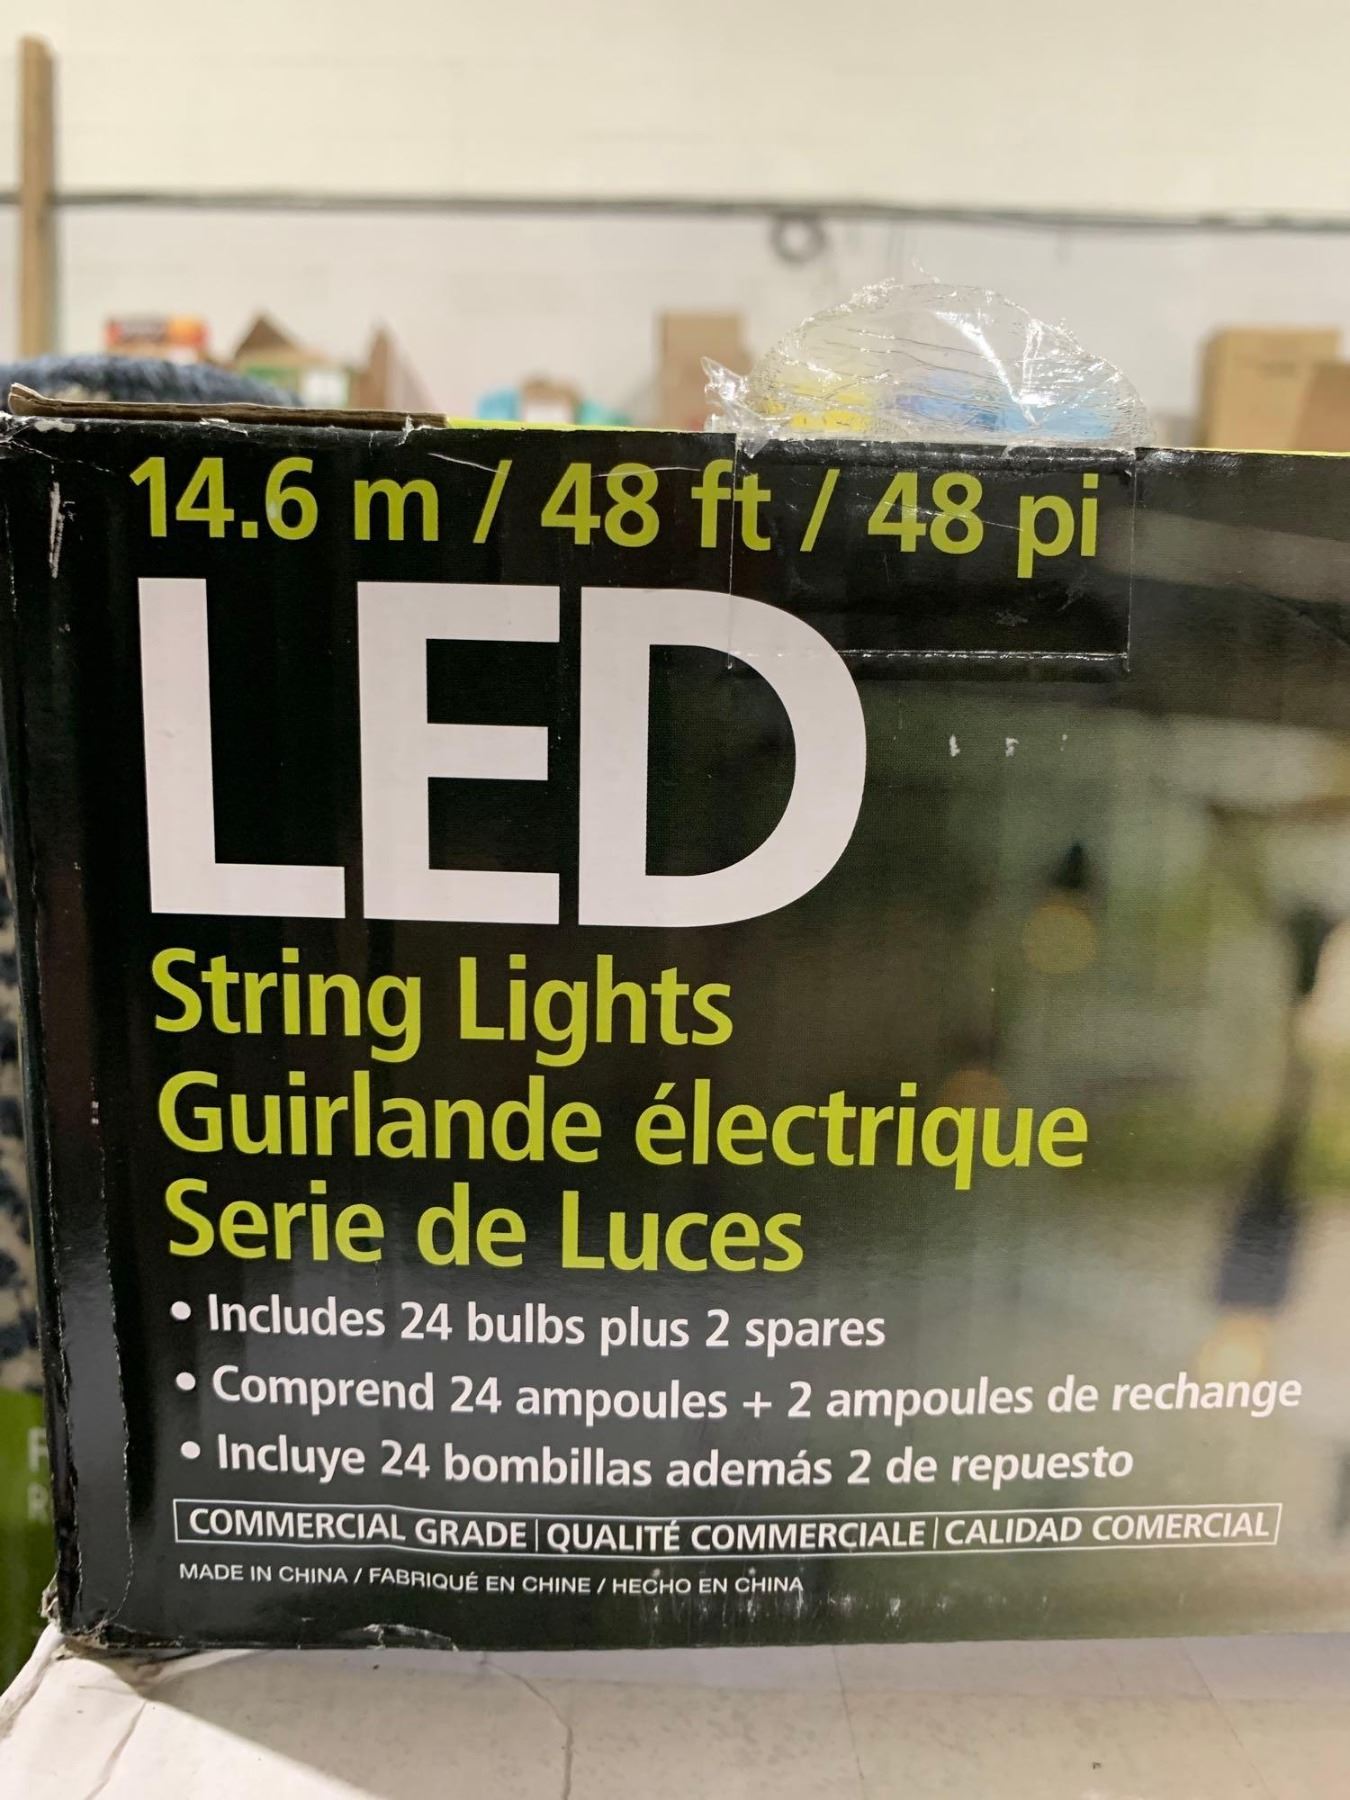 14.6 m / 48 ft / 48 pi
LED
String Lights
Guirlande électrique
Serie de Luces
• Includes 24 bulbs plus 2 spares
• Comprend 24 ampoules + 2 ampoules de rechange
• Incluye 24 bombillas además 2 de repuesto
COMMERCIAL GRADE | QUALITÉ COMMERCIALE | CALIDAD COMERCIAL
MADE IN CHINA / FABRIQUÉ EN CHINE / HECHO EN CHINA